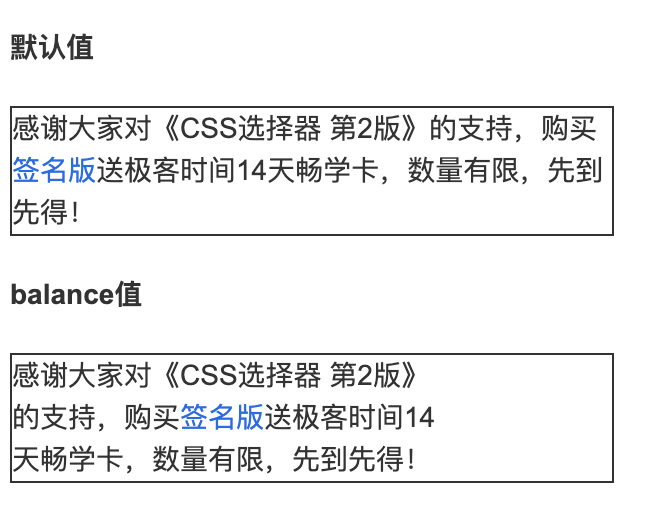 默认值
感谢大家对《CSS选择器 第2版》的支持，购买
签名版送极客时间14天畅学卡，数量有限，先到
先得！
balance值
感谢大家对《CSS选择器 第2版》
的支持，购买签名版送极客时间14
天畅学卡，数量有限，先到先得！